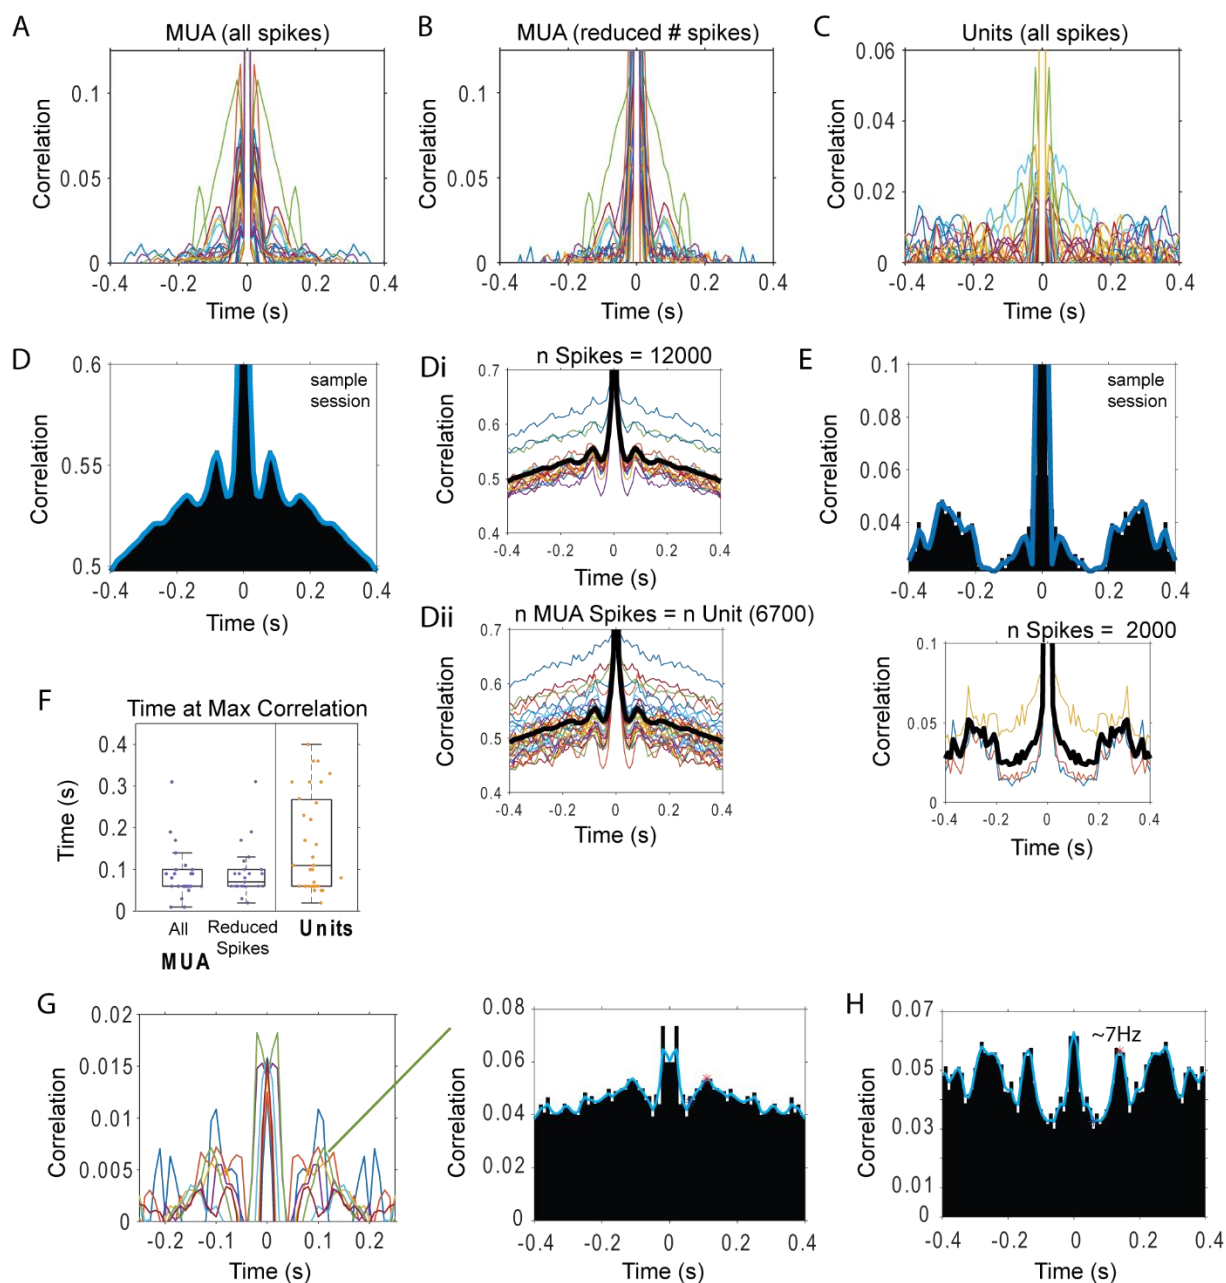 A
MUA (all spikes)
Correlation
0.1
0.05
0
-0.4 -0.2 0 0.2 0.4
Time (s)
B
MUA (reduced # spikes)
Correlation
0.1
0.05
0
-0.4 -0.2 0 0.2 0.4
Time (s)
C
Units (all spikes)
Correlation
0.06
0.04
0.02
0
-0.4 -0.2 0 0.2 0.4
Time (s)
D
sample
session
Correlation
0.6
0.55
0.5
-0.4 -0.2 0 0.2 0.4
Time (s)
Di
n Spikes = 12000
Correlation
0.7
0.6
0.5
0.4
-0.4 -0.2 0 0.2 0.4
Time (s)
Dii
n MUA Spikes = n Unit (6700)
Correlation
0.7
0.6
0.5
0.4
-0.4 -0.2 0 0.2 0.4
Time (s)
E
sample
session
Correlation
0.1
0.08
0.06
0.04
-0.4 -0.2 0 0.2 0.4
Time (s)
n Spikes = 2000
Correlation
0.1
0.05
0
-0.4 -0.2 0 0.2 0.4
Time (s)
F
Time at Max Correlation
Time (s)
0.4
0.3
0.2
0.1
0
All
Reduced
Spikes
Units
MUA
G
Correlation
0.02
0.015
0.01
0.005
0
-0.2 -0.1 0 0.1 0.2
Time (s)
Correlation
0.08
0.06
0.04
0.02
0
-0.4 -0.2 0 0.2 0.4
Time (s)
H
~7Hz
Correlation
0.07
0.05
0.03
0.01
-0.4 -0.2 0 0.2 0.4
Time (s)